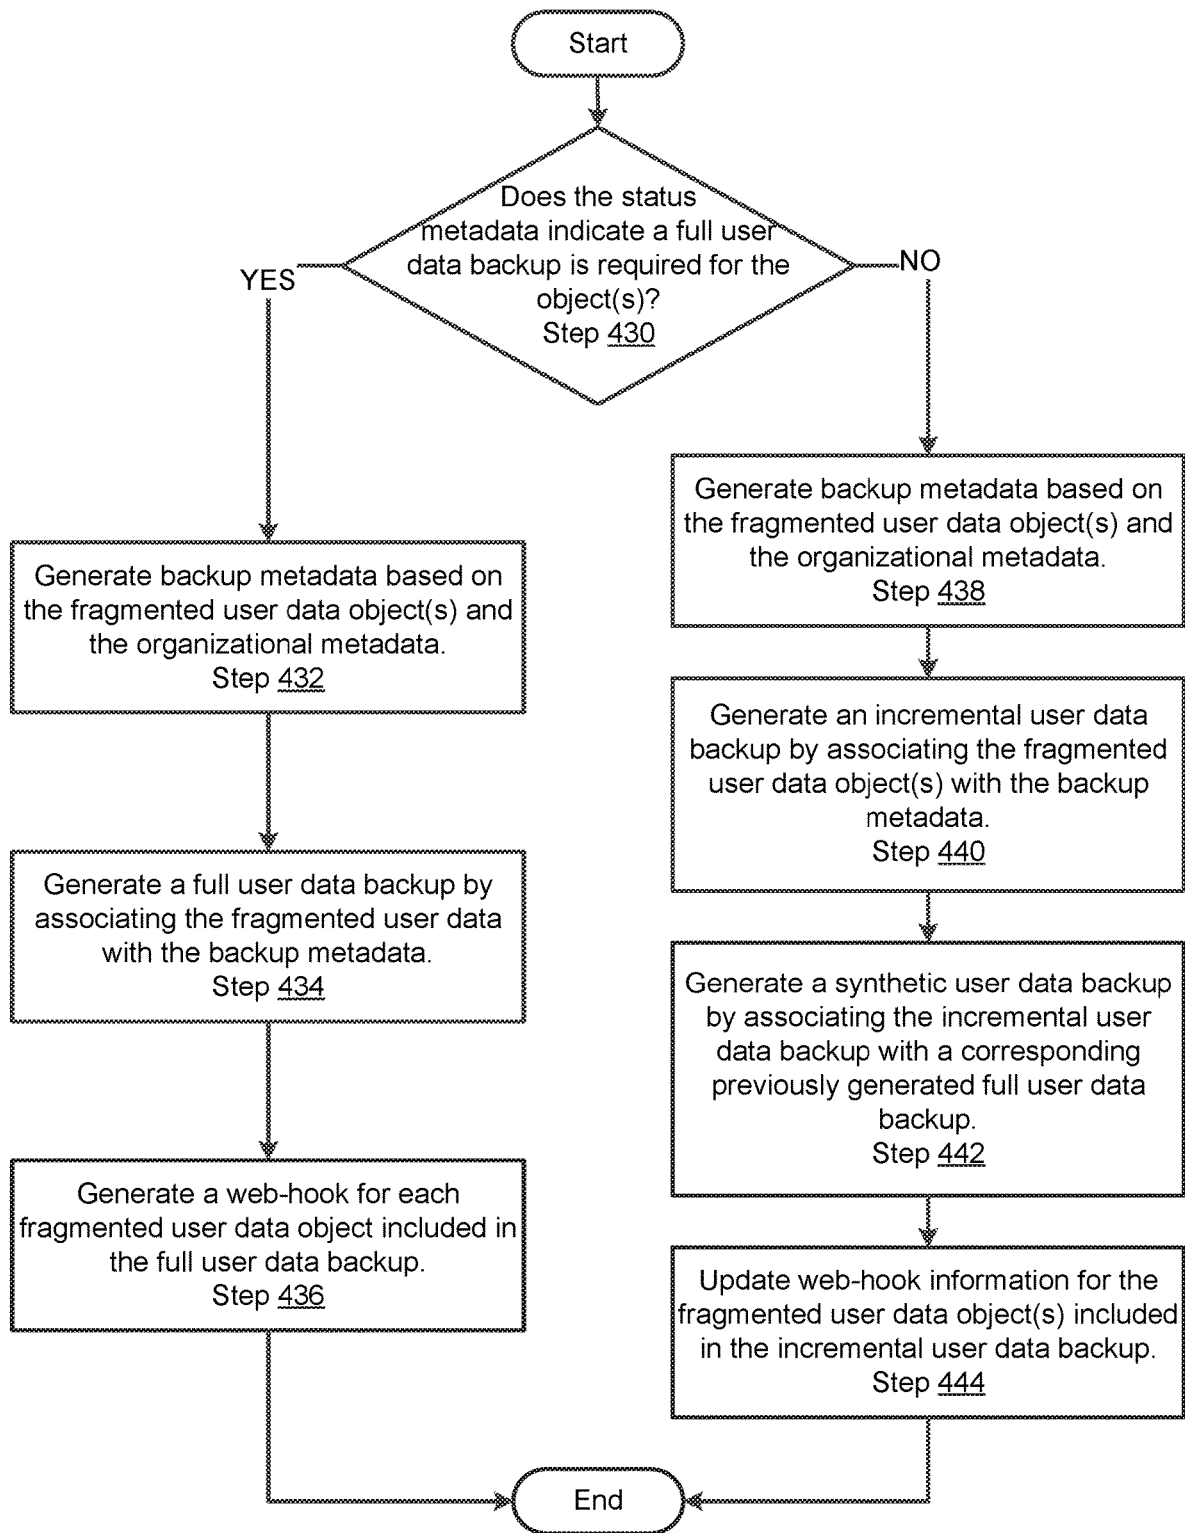 Start
Does the status
metadata indicate a full user
data backup is required for the
object(s)?
Step 430
YES
NO
Generate backup metadata based on
the fragmented user data object(s) and
the organizational metadata.
Step 432
Generate a full user data backup by
associating the fragmented user data
with the backup metadata.
Step 434
Generate a web-hook for each
fragmented user data object included in
the full user data backup.
Step 436
Generate backup metadata based on
the fragmented user data object(s) and
the organizational metadata.
Step 438
Generate an incremental user data
backup by associating the fragmented
user data object(s) with the backup
metadata.
Step 440
Generate a synthetic user data backup
by associating the incremental user
data backup with a corresponding
previously generated full user data
backup.
Step 442
Update web-hook information for the
fragmented user data object(s) included
in the incremental user data backup.
Step 444
End